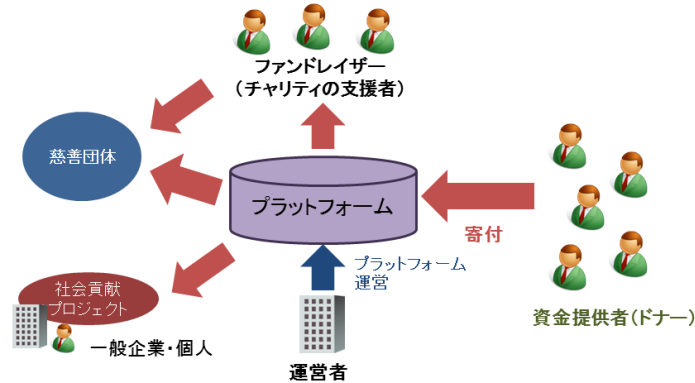 ファンドレイザー
（チャリティの支援者）
慈善団体
プラットフォーム
寄付
プラットフォーム
運営
社会貢献
プロジェクト
一般企業・個人
運営者
資金提供者（ドナー）